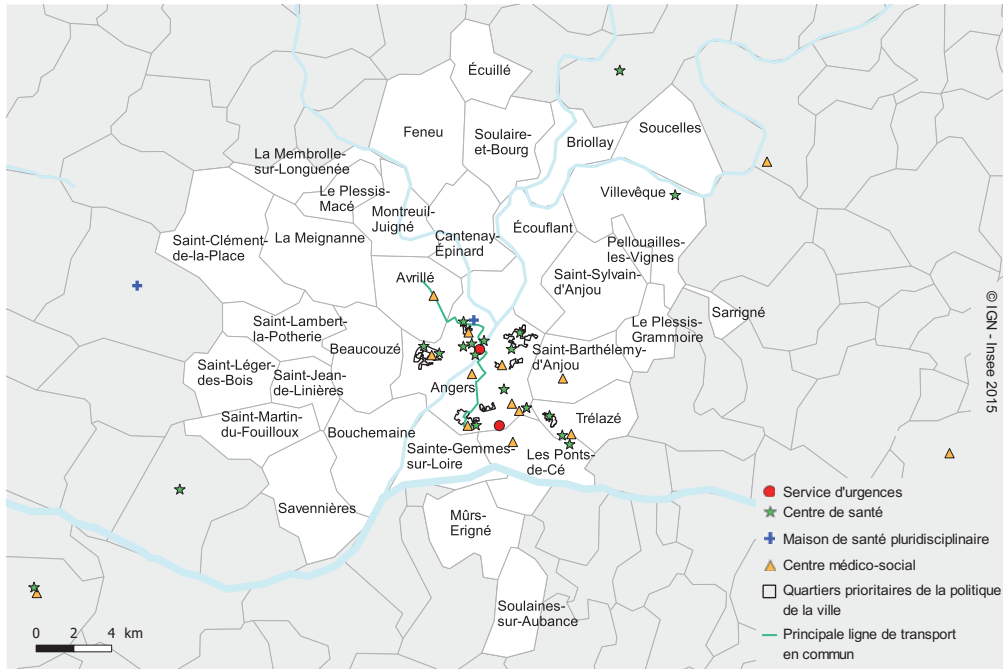 Écuillé
Feneu
Soulaire-
et-Bourg
Briollay
Soucelles
La Membrolle-
sur-Longuenée
Le Plessis-
Macé
Montreuil-
Juigné
Villevêque
Saint-Clément-
de-la-Place
La Meignanne
Cantenay-
Épinard
Écouflant
Pellouailles-
les-Vignes
Avrillé
Saint-Sylvain-
d'Anjou
Saint-Lambert-
la-Potherie
Beaucouzé
Le Plessis-
Grammoire
Sarrigné
Saint-Léger-
des-Bois
Saint-Jean-
de-Linières
Angers
Saint-Barthélemy-
d'Anjou
Saint-Martin-
du-Fouilloux
Bouchemaine
Trélazé
Sainte-Gemmes-
sur-Loire
Les Ponts-
de-Cé
Savennières
Mûrs-
Erigné
Soulaines-
sur-Aubance
© IGN - Insee 2015
Service d'urgences
Centre de santé
Maison de santé pluridisciplinaire
Centre médico-social
Quartiers prioritaires de la politique
de la ville
Principale ligne de transport
en commun
0 2 4 km